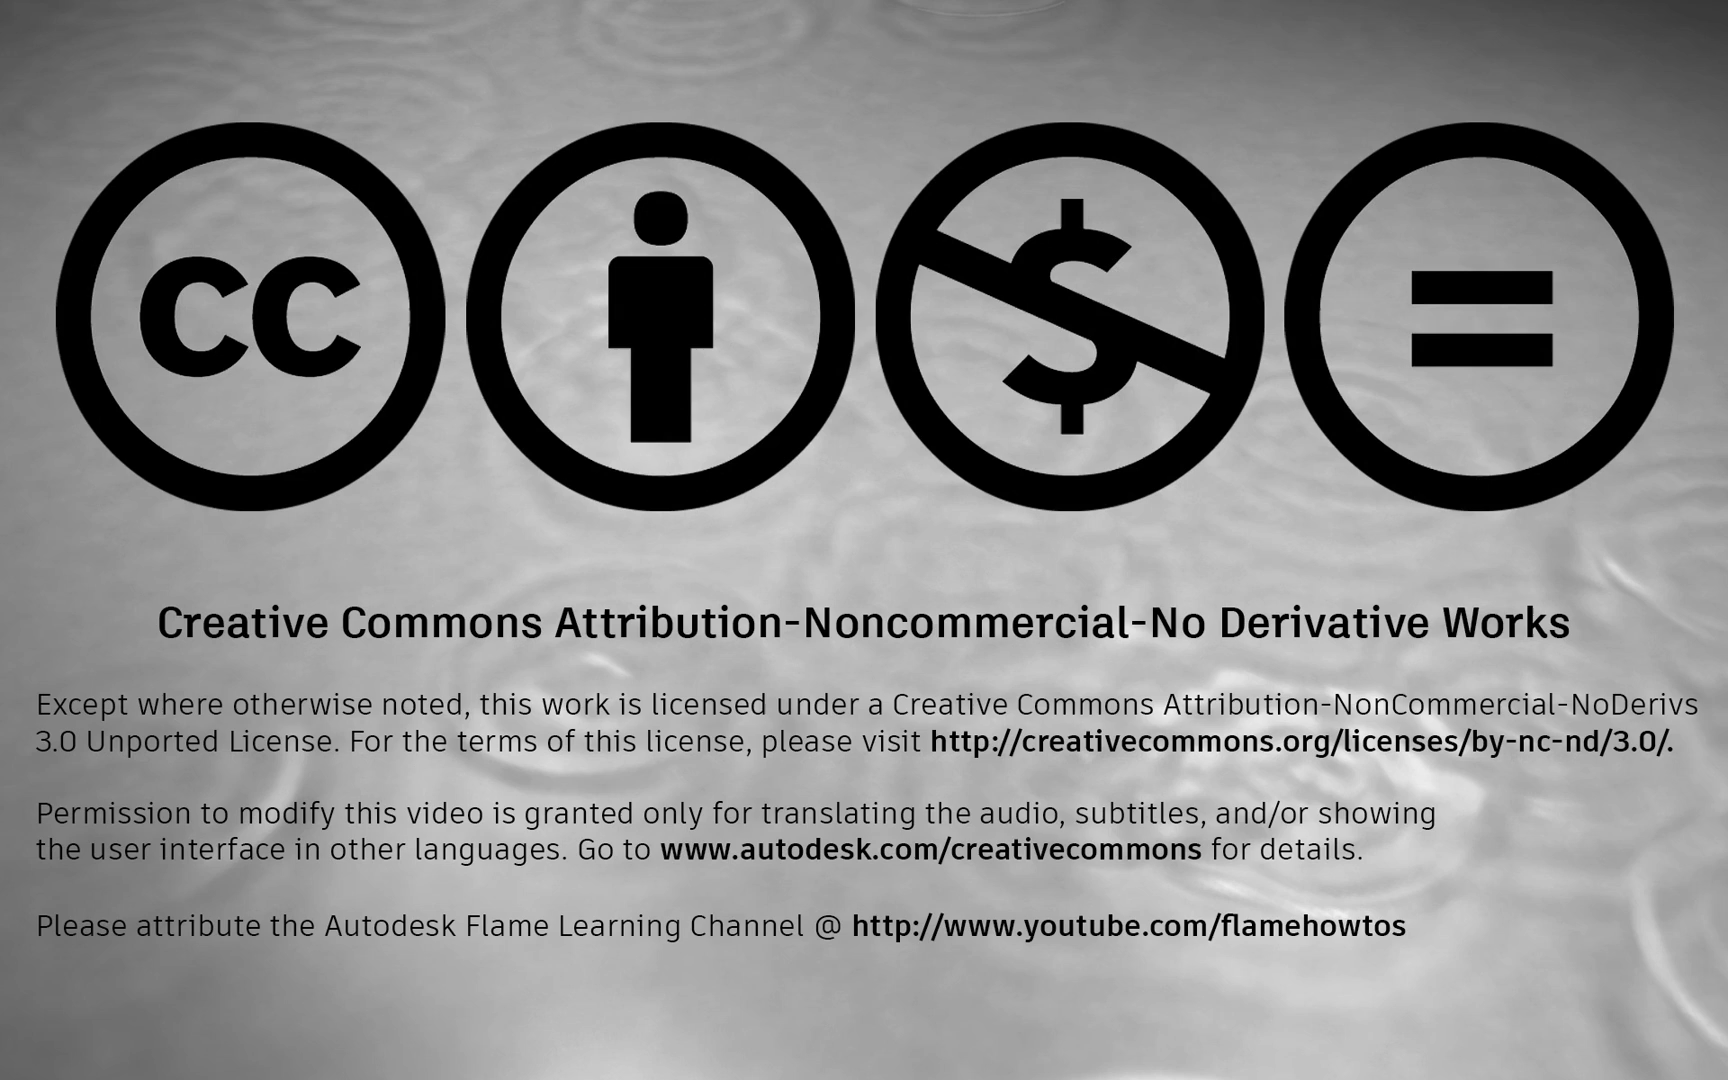 cc
$
=
Creative Commons Attribution-Noncommercial-No Derivative Works
Except where otherwise noted, this work is licensed under a Creative Commons Attribution-NonCommercial-NoDerivs
3.0 Unported License. For the terms of this license, please visit http://creativecommons.org/licenses/by-nc-nd/3.0/.
Permission to modify this video is granted only for translating the audio, subtitles, and/or showing
the user interface in other languages. Go to www.autodesk.com/creativecommons for details.
Please attribute the Autodesk Flame Learning Channel @ http://www.youtube.com/flamehowtos